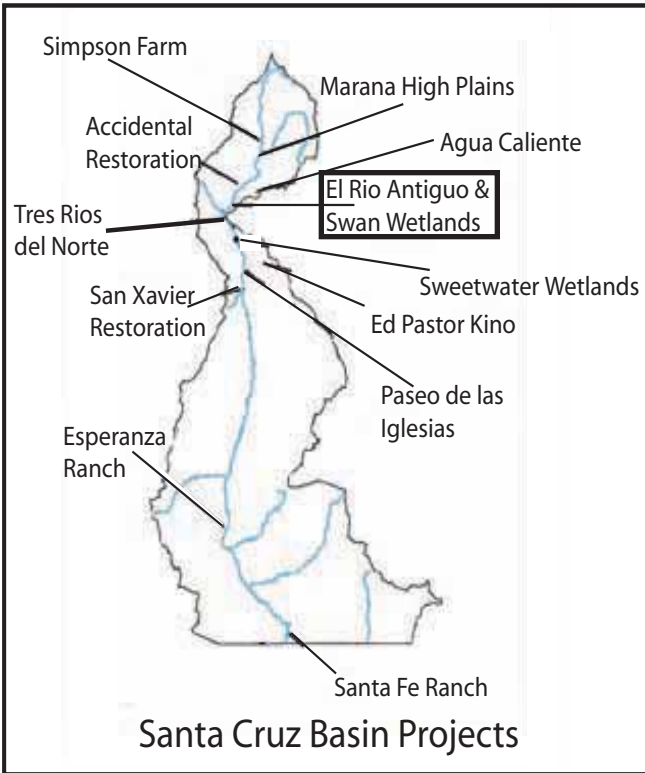 Simpson Farm
Marana High Plains
Accidental
Restoration
Agua Caliente
El Rio Antiguo &
Swan Wetlands
Tres Rios
del Norte
Sweetwater Wetlands
San Xavier
Restoration
Ed Pastor Kino
Paseo de las
Iglesias
Esperanza
Ranch
Santa Fe Ranch
Santa Cruz Basin Projects